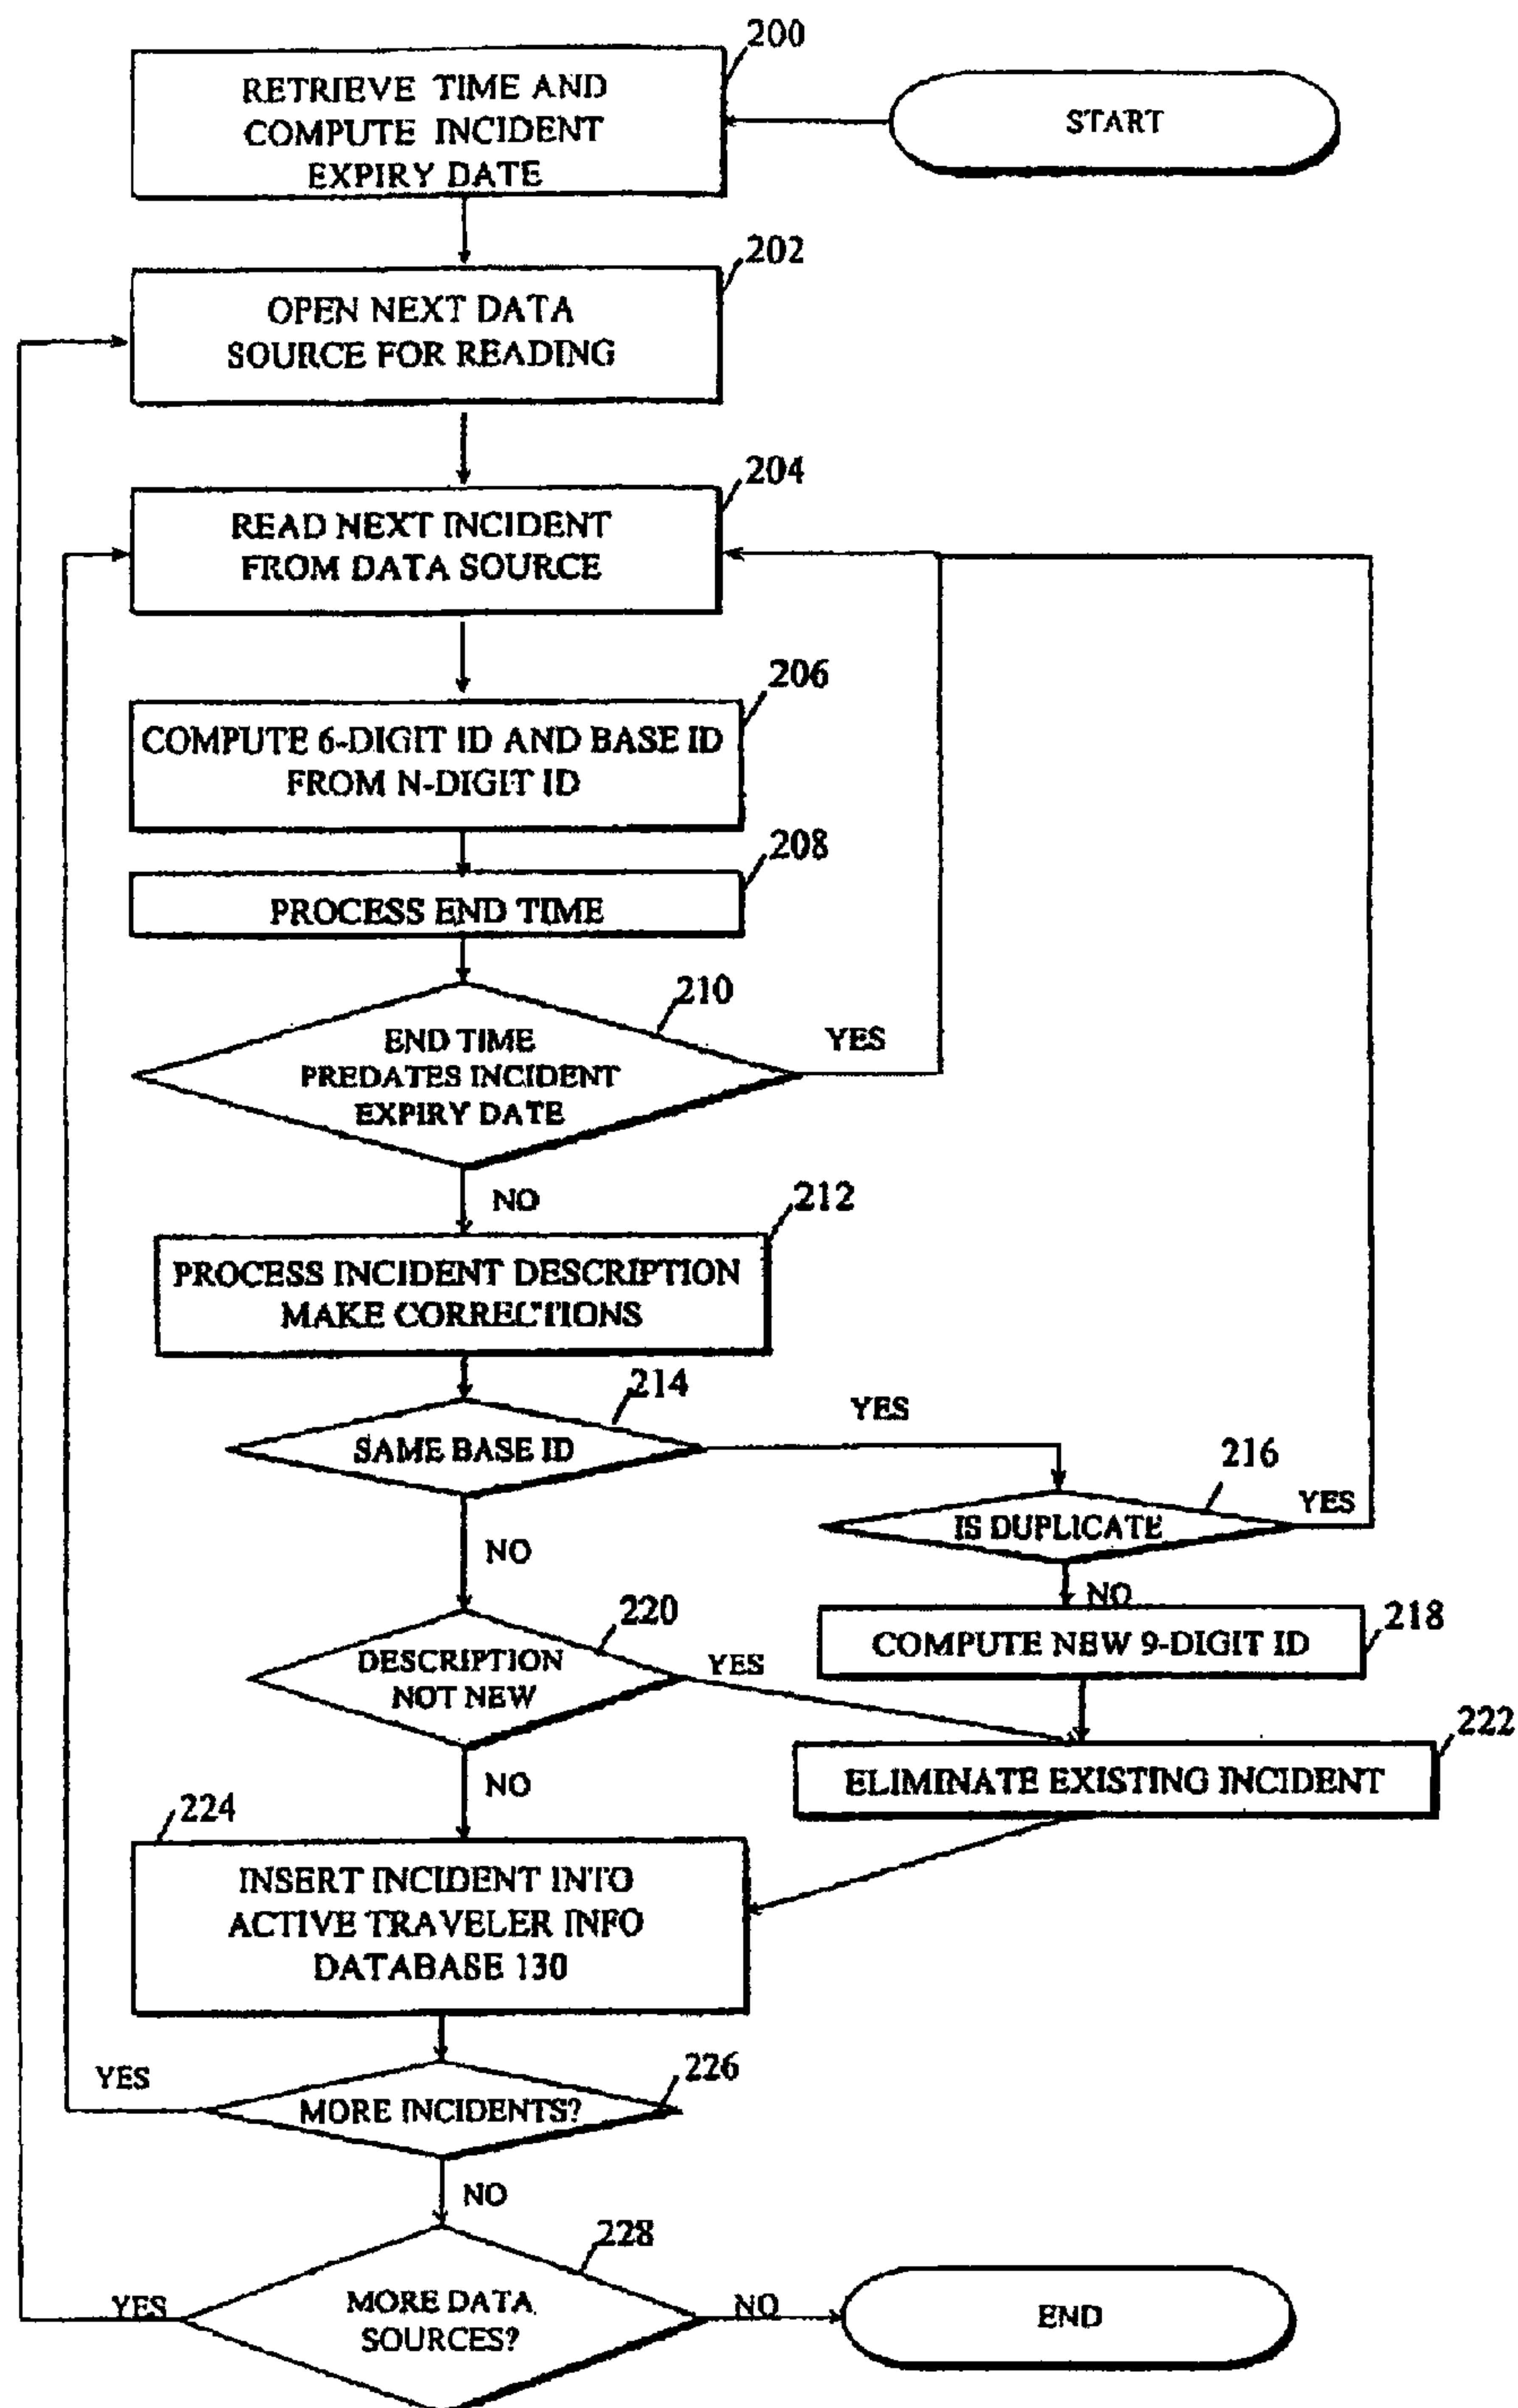 200
RETRIEVE TIME AND
COMPUTE INCIDENT
EXPIRY DATE
START
202
OPEN NEXT DATA
SOURCE FOR READING
204
READ NEXT INCIDENT
FROM DATA SOURCE
206
COMPUTE 6-DIGIT ID AND BASE ID
FROM N-DIGIT ID
208
PROCESS END TIME
210
END TIME
PREDATES INCIDENT
EXPIRY DATE
YES
NO
212
PROCESS INCIDENT DESCRIPTION
MAKE CORRECTIONS
214
SAME BASE ID
YES
216
IS DUPLICATE
YES
NO
NO
218
COMPUTE NEW 9-DIGIT ID
220
DESCRIPTION
NOT NEW
YES
222
ELIMINATE EXISTING INCIDENT
NO
224
INSERT INCIDENT INTO
ACTIVE TRAVELER INFO
DATABASE 130
226
MORE INCIDENTS?
YES
NO
228
MORE DATA
SOURCES?
YES
NO
END